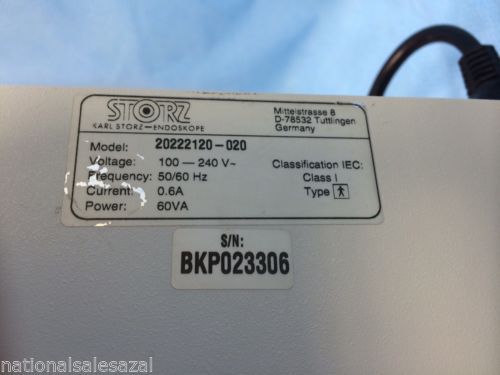 STORZ
KARL STORZ—ENDOSKOPE
Mittelstrasse 8
D-78532 Tuttlingen
Germany
Model: 20222120-020
Voltage: 100 — 240 V~
Frequency: 50/60 Hz
Current: 0.6A
Power: 60VA
Classification IEC:
Class I
Type
S/N:
BKP023306
nationalsalesazal